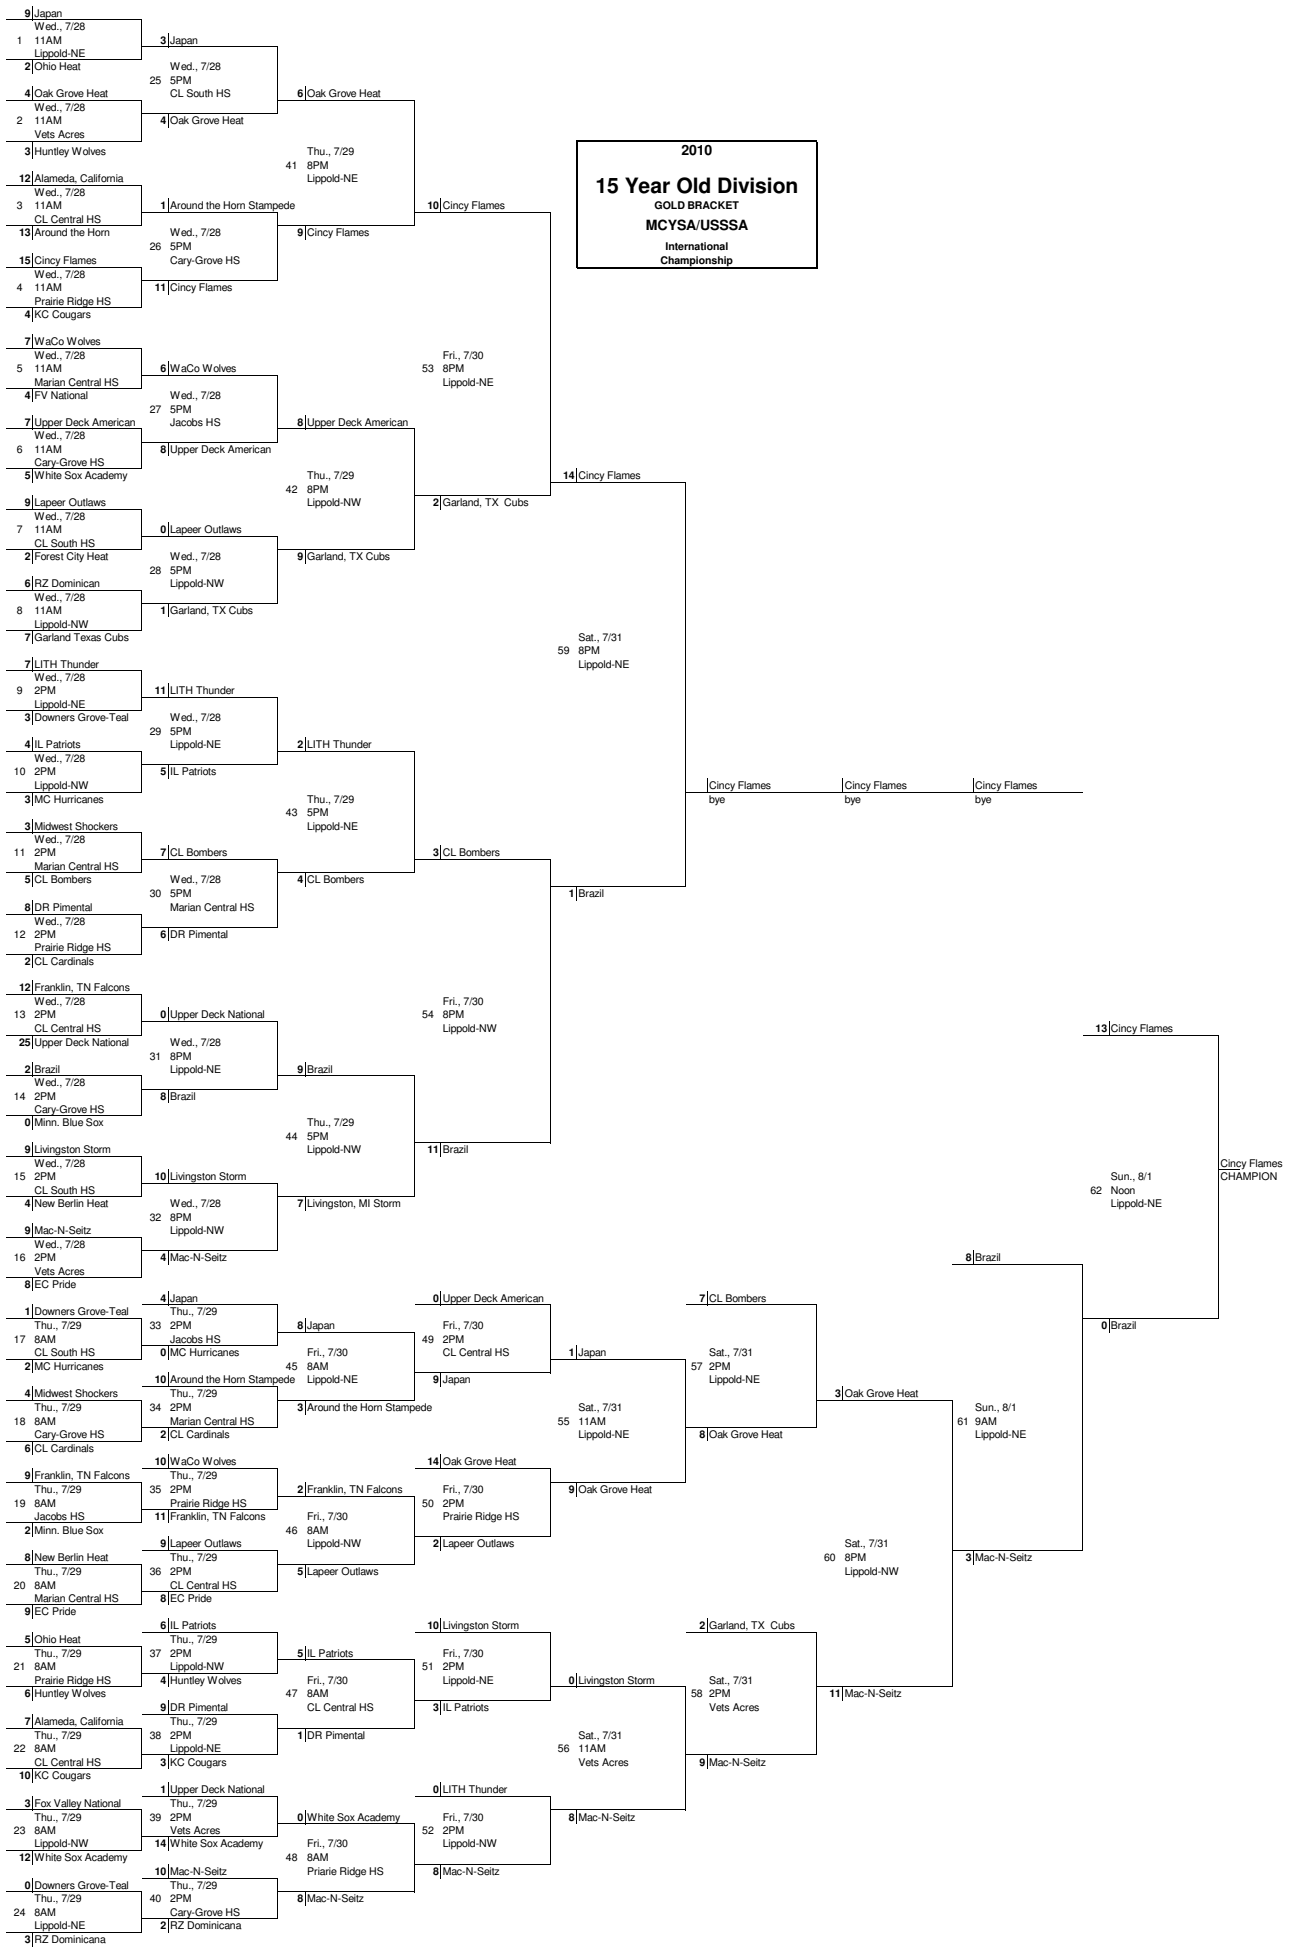 2010
15 Year Old Division
GOLD BRACKET
MCYSA/USSSA
International
Championship
9 Japan
Wed., 7/28
1 11AM
Lippold-NE
2 Ohio Heat
4 Oak Grove Heat
Wed., 7/28
2 11AM
Vets Acres
3 Huntley Wolves
12 Alameda, California
Wed., 7/28
3 11AM
CL Central HS
13 Around the Horn
15 Cincy Flames
Wed., 7/28
4 11AM
Prairie Ridge HS
4 KC Cougars
7 WaCo Wolves
Wed., 7/28
5 11AM
Marian Central HS
4 FV National
7 Upper Deck American
Wed., 7/28
6 11AM
Cary-Grove HS
5 White Sox Academy
9 Lapeer Outlaws
Wed., 7/28
7 11AM
CL South HS
2 Forest City Heat
6 RZ Dominican
Wed., 7/28
8 11AM
Lippold-NW
7 Garland Texas Cubs
7 LITH Thunder
Wed., 7/28
9 2PM
Lippold-NE
3 Downers Grove-Teal
4 IL Patriots
Wed., 7/28
10 2PM
Lippold-NW
3 MC Hurricanes
3 Midwest Shockers
Wed., 7/28
11 2PM
Marian Central HS
5 CL Bombers
8 DR Pimental
Wed., 7/28
12 2PM
Prairie Ridge HS
2 CL Cardinals
12 Franklin, TN Falcons
Wed., 7/28
13 2PM
CL Central HS
25 Upper Deck National
2 Brazil
Wed., 7/28
14 2PM
Cary-Grove HS
0 Minn. Blue Sox
9 Livingston Storm
Wed., 7/28
15 2PM
CL South HS
4 New Berlin Heat
9 Mac-N-Seitz
Wed., 7/28
16 2PM
Vets Acres
8 EC Pride
1 Downers Grove-Teal
Thu., 7/29
17 8AM
CL South HS
2 MC Hurricanes
4 Midwest Shockers
Thu., 7/29
18 8AM
Cary-Grove HS
6 CL Cardinals
9 Franklin, TN Falcons
Thu., 7/29
19 8AM
Jacobs HS
2 Minn. Blue Sox
8 New Berlin Heat
Thu., 7/29
20 8AM
Marian Central HS
9 EC Pride
5 Ohio Heat
Thu., 7/29
21 8AM
Prairie Ridge HS
6 Huntley Wolves
7 Alameda, California
Thu., 7/29
22 8AM
CL Central HS
10 KC Cougars
3 Fox Valley National
Thu., 7/29
23 8AM
Lippold-NW
12 White Sox Academy
0 Downers Grove-Teal
Thu., 7/29
24 8AM
Lippold-NE
3 RZ Dominicana
3 Japan
Wed., 7/28
25 5PM
CL South HS
4 Oak Grove Heat
1 Around the Horn Stampede
Wed., 7/28
26 5PM
Cary-Grove HS
11 Cincy Flames
6 WaCo Wolves
Wed., 7/28
27 5PM
Jacobs HS
8 Upper Deck American
0 Lapeer Outlaws
Wed., 7/28
28 5PM
Lippold-NW
1 Garland, TX Cubs
11 LITH Thunder
Wed., 7/28
29 5PM
Lippold-NE
5 IL Patriots
7 CL Bombers
Wed., 7/28
30 5PM
Marian Central HS
6 DR Pimental
0 Upper Deck National
Wed., 7/28
31 8PM
Lippold-NE
8 Brazil
10 Livingston Storm
Wed., 7/28
32 8PM
Lippold-NW
4 Mac-N-Seitz
4 Japan
Thu., 7/29
33 2PM
Jacobs HS
0 MC Hurricanes
10 Around the Horn Stampede
Thu., 7/29
34 2PM
Marian Central HS
2 CL Cardinals
10 WaCo Wolves
Thu., 7/29
35 2PM
Prairie Ridge HS
11 Franklin, TN Falcons
9 Lapeer Outlaws
Thu., 7/29
36 2PM
CL Central HS
8 EC Pride
6 IL Patriots
Thu., 7/29
37 2PM
Lippold-NW
4 Huntley Wolves
9 DR Pimental
Thu., 7/29
38 2PM
Lippold-NE
3 KC Cougars
1 Upper Deck National
Thu., 7/29
39 2PM
Vets Acres
14 White Sox Academy
10 Mac-N-Seitz
Thu., 7/29
40 2PM
Cary-Grove HS
2 RZ Dominicana
6 Oak Grove Heat
Thu., 7/29
41 8PM
Lippold-NE
9 Cincy Flames
8 Upper Deck American
Thu., 7/29
42 8PM
Lippold-NW
9 Garland, TX Cubs
2 LITH Thunder
Thu., 7/29
43 5PM
Lippold-NE
4 CL Bombers
9 Brazil
Thu., 7/29
44 5PM
Lippold-NW
7 Livingston, MI Storm
8 Japan
Fri., 7/30
45 8AM
Lippold-NE
3 Around the Horn Stampede
2 Franklin, TN Falcons
Fri., 7/30
46 8AM
Lippold-NW
5 Lapeer Outlaws
5 IL Patriots
Fri., 7/30
47 8AM
CL Central HS
1 DR Pimental
0 White Sox Academy
Fri., 7/30
48 8AM
Priarie Ridge HS
8 Mac-N-Seitz
10 Cincy Flames
Fri., 7/30
53 8PM
Lippold-NE
2 Garland, TX Cubs
3 CL Bombers
Fri., 7/30
54 8PM
Lippold-NW
11 Brazil
0 Upper Deck American
Fri., 7/30
49 2PM
CL Central HS
9 Japan
14 Oak Grove Heat
Fri., 7/30
50 2PM
Prairie Ridge HS
2 Lapeer Outlaws
10 Livingston Storm
Fri., 7/30
51 2PM
Lippold-NE
3 IL Patriots
0 LITH Thunder
Fri., 7/30
52 2PM
Lippold-NW
8 Mac-N-Seitz
14 Cincy Flames
Sat., 7/31
59 8PM
Lippold-NE
1 Brazil
1 Japan
Sat., 7/31
55 11AM
Lippold-NE
9 Oak Grove Heat
0 Livingston Storm
Sat., 7/31
56 11AM
Vets Acres
8 Mac-N-Seitz
Cincy Flames
bye
Cincy Flames
bye
Cincy Flames
bye
7 CL Bombers
Sat., 7/31
57 2PM
Lippold-NE
8 Oak Grove Heat
2 Garland, TX Cubs
Sat., 7/31
58 2PM
Vets Acres
9 Mac-N-Seitz
3 Oak Grove Heat
Sat., 7/31
60 8PM
Lippold-NW
11 Mac-N-Seitz
8 Brazil
Sun., 8/1
61 9AM
Lippold-NE
3 Mac-N-Seitz
13 Cincy Flames
Sun., 8/1
62 Noon
Lippold-NE
0 Brazil
Cincy Flames
CHAMPION